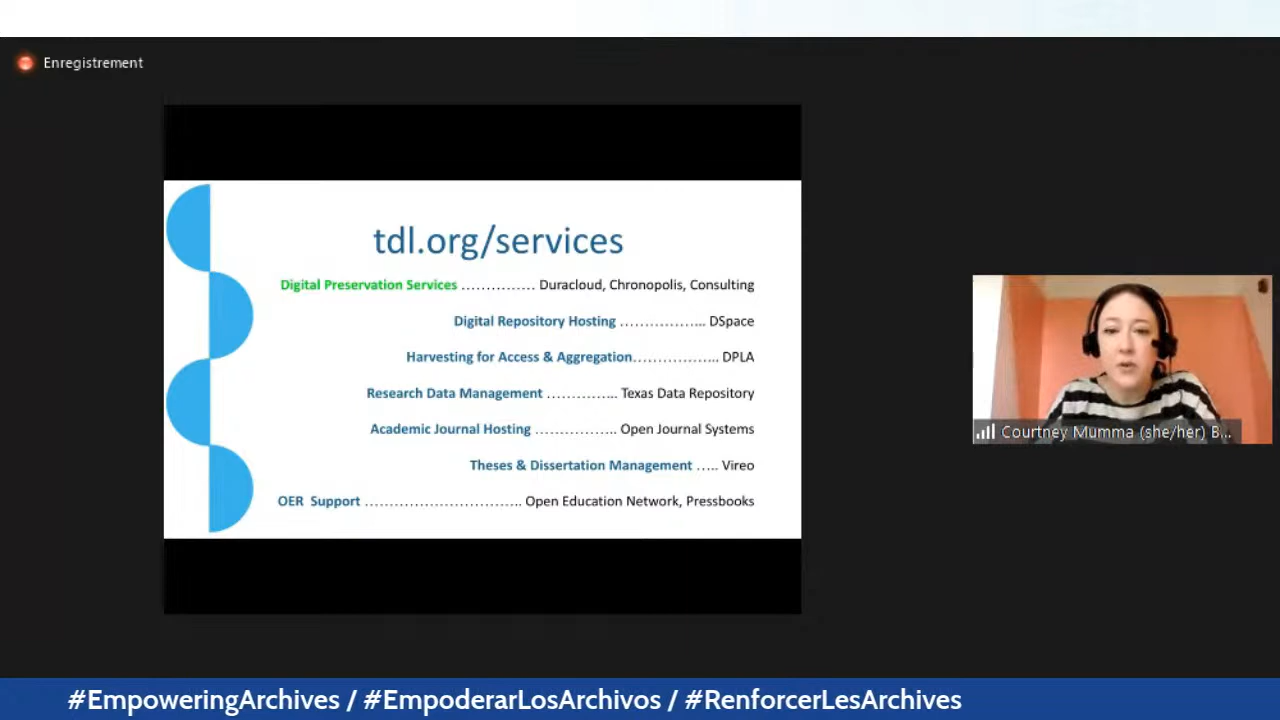 Enregistrement
tdl.org/services
Digital Preservation Services …………… Duracloud, Chronopolis, Consulting
Digital Repository Hosting …………….. DSpace
Harvesting for Access & Aggregation…………….. DPLA
Research Data Management ………….. Texas Data Repository
Academic Journal Hosting …………….. Open Journal Systems
Theses & Dissertation Management ….. Vireo
OER Support ………………………….. Open Education Network, Pressbooks
Courtney Mumma (she/her) B...
#EmpoweringArchives / #EmpoderarLosArchivos / #RenforcerLesArchives